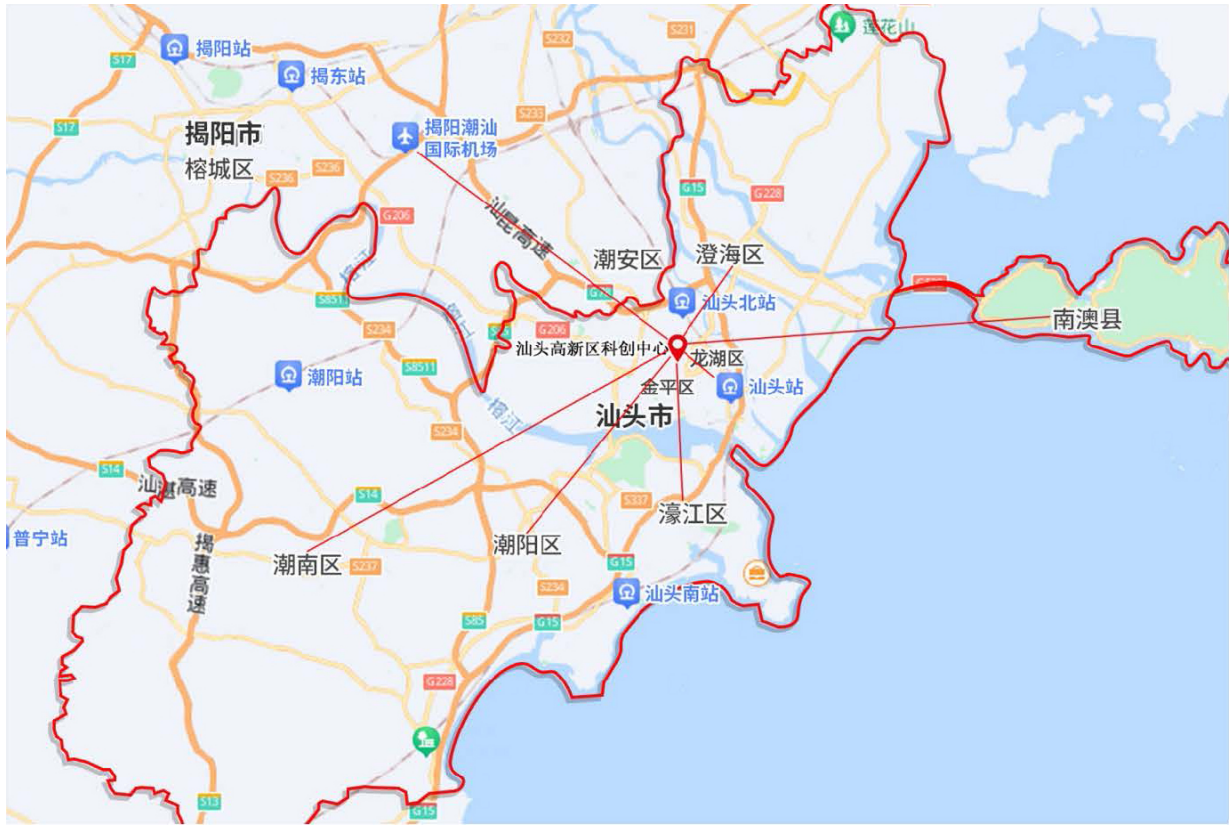 莲花山
S231
S232
揭阳站
S17
揭东站
S233
S17
揭阳市
揭阳潮汕
国际机场
榕城区
S236
S236
G15
G228
G206
汕昆高速
潮安区
澄海区
榕江
S8511
汕头北站
南澳县
S234
G206
汕头高新区科创中心
龙湖区
S8511
潮阳站
金平区
汕头站
榕江
汕头市
S234
S14
汕湛高速
S14
S337
濠江区
普宁站
揭惠高速
潮南区
S237
潮阳区
G15
S234
汕头南站
S85
G15
G228
S13
G15